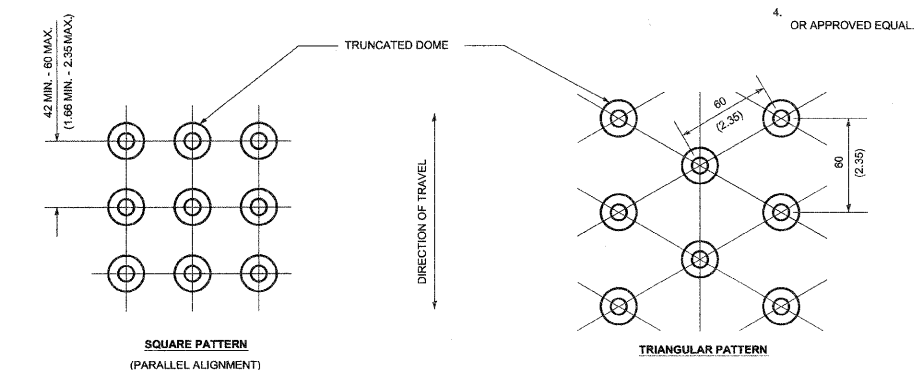 4.
OR APPROVED EQUAL.
TRUNCATED DOME
42 MIN. - 60 MAX.
(1.66 MIN. - 2.35 MAX.)
DIRECTION OF TRAVEL
60
(2.35)
60
(2.35)
SQUARE PATTERN
(PARALLEL ALIGNMENT)
TRIANGULAR PATTERN